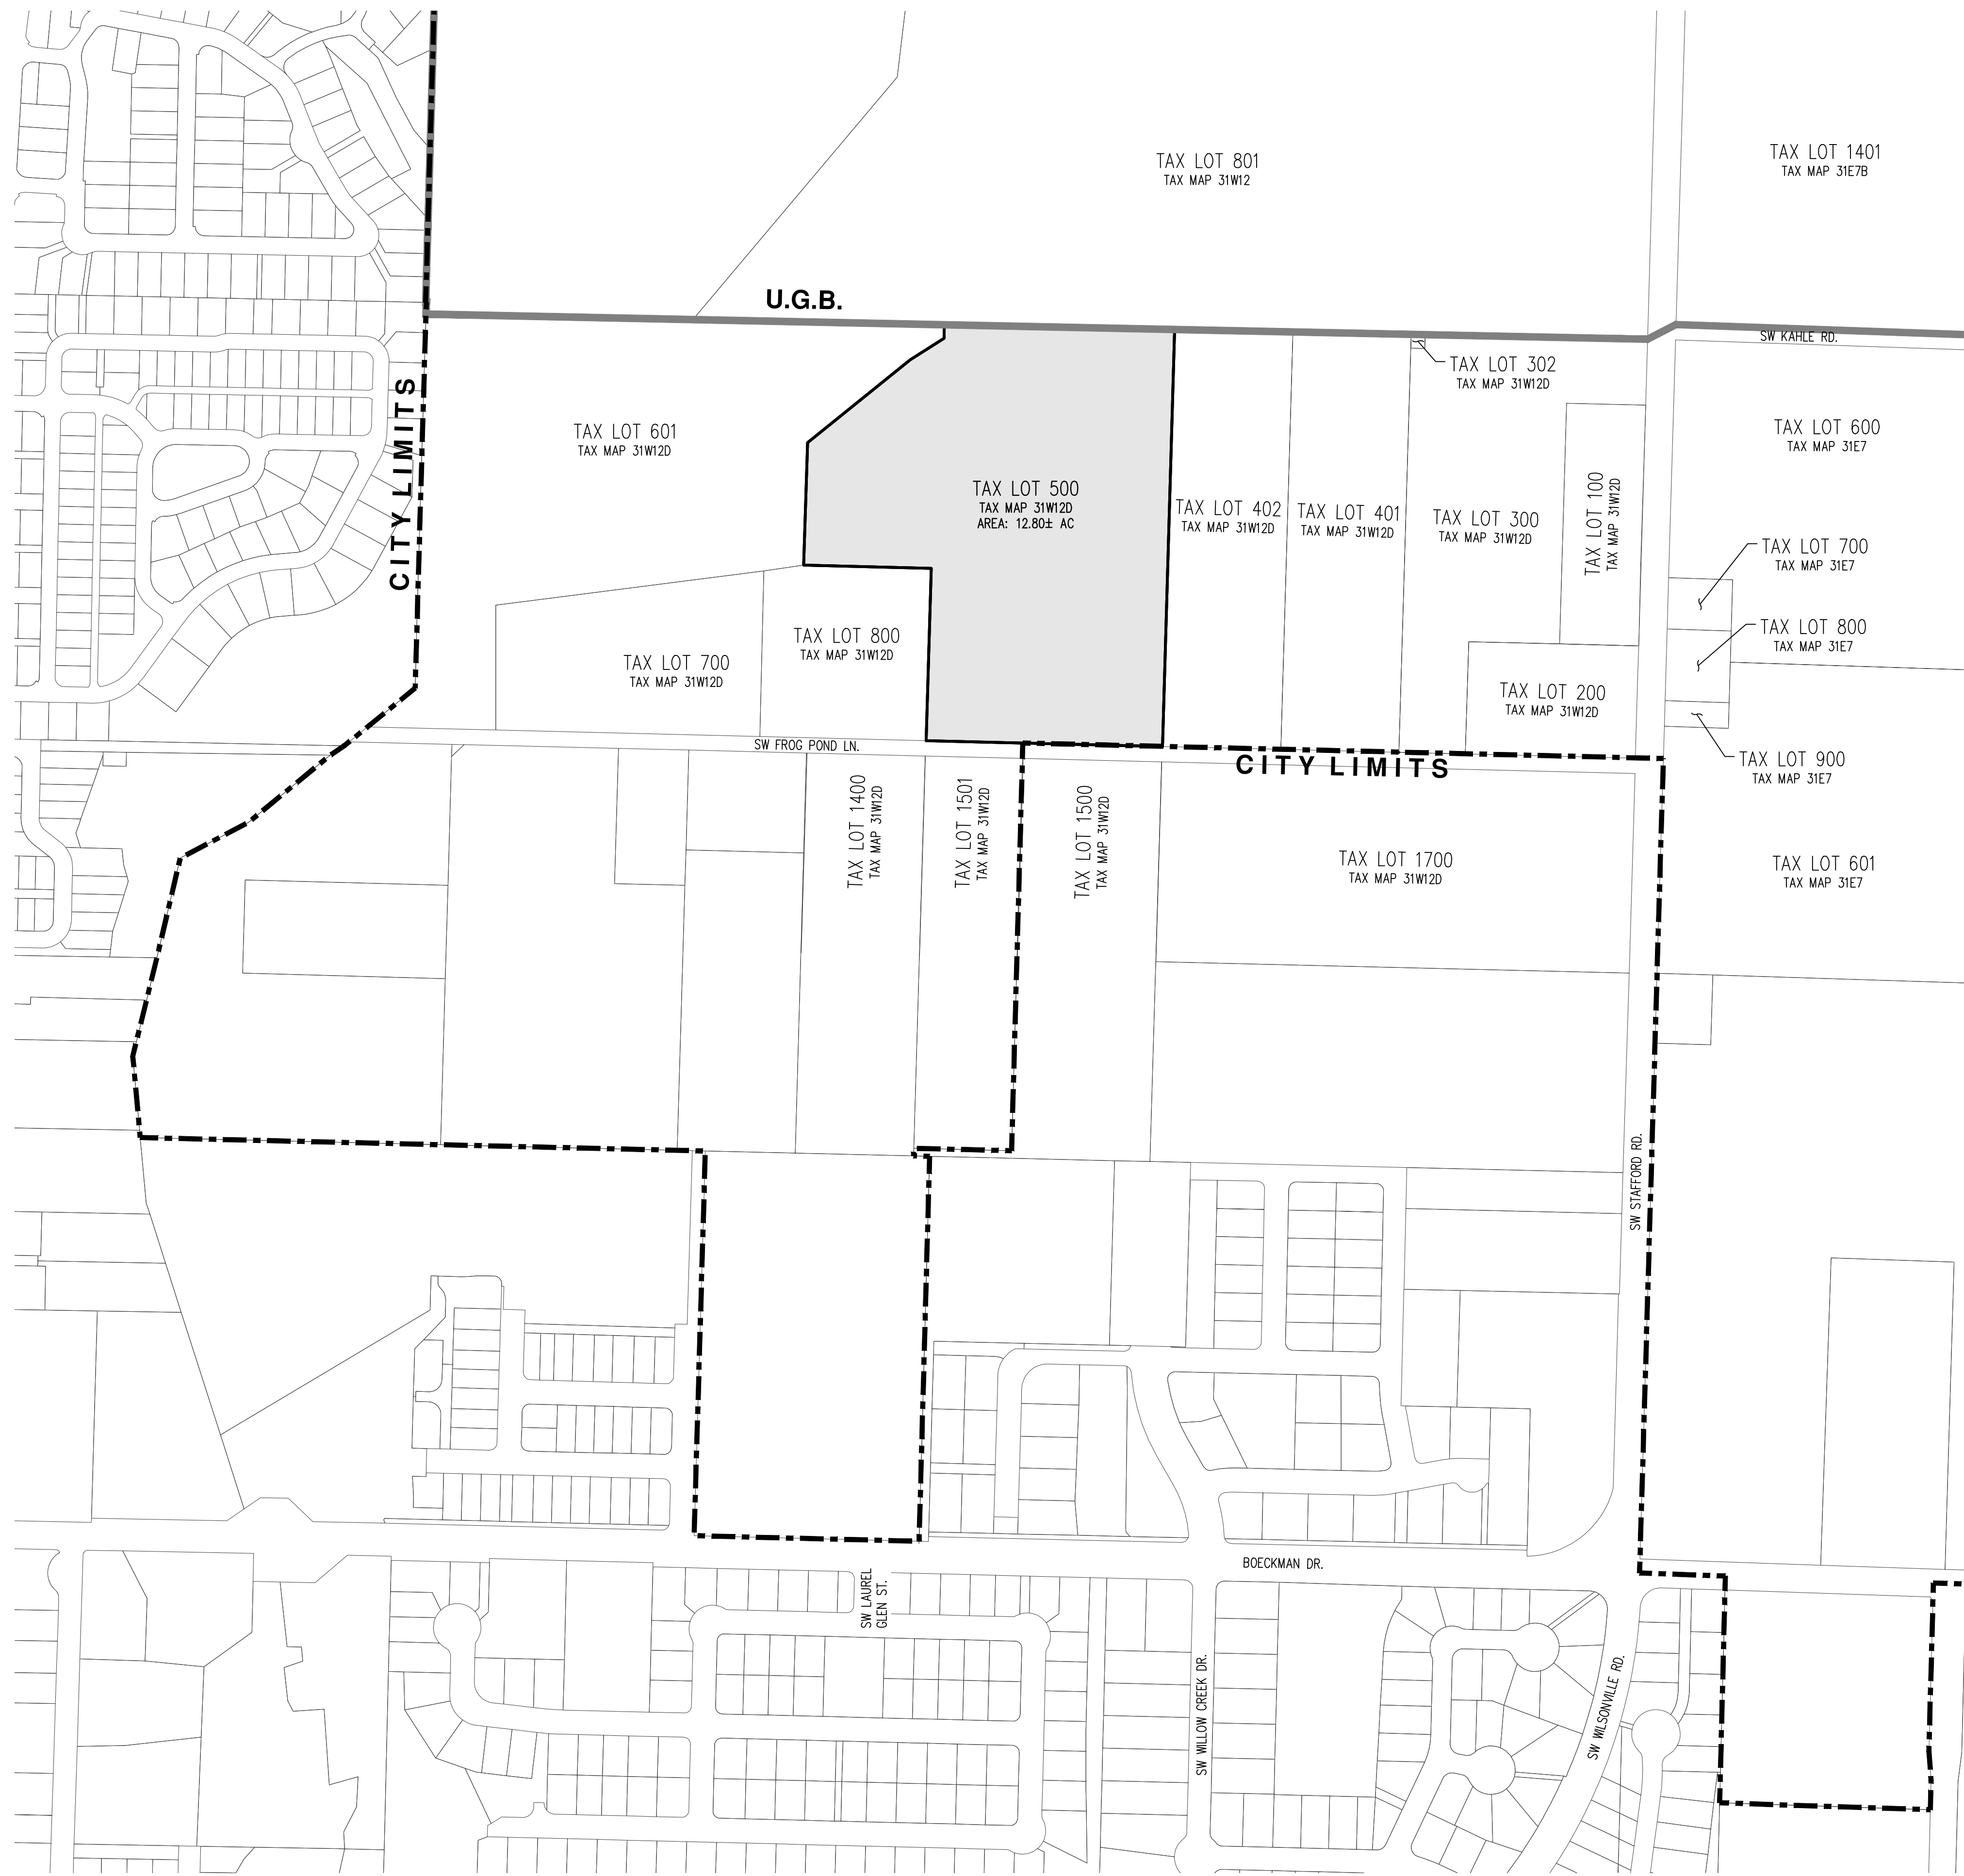 TAX LOT 801
TAX MAP 31W12
TAX LOT 1401
TAX MAP 31E7B
U.G.B.
SW KAHLE RD.
TAX LOT 302
TAX MAP 31W12D
CITY LIMITS
TAX LOT 601
TAX MAP 31W12D
TAX LOT 500
TAX MAP 31W12D
AREA: 12.80± AC
TAX LOT 402
TAX MAP 31W12D
TAX LOT 401
TAX MAP 31W12D
TAX LOT 300
TAX MAP 31W12D
TAX LOT 100
TAX MAP 31W12D
TAX LOT 600
TAX MAP 31E7
TAX LOT 700
TAX MAP 31E7
TAX LOT 800
TAX MAP 31E7
TAX LOT 700
TAX MAP 31W12D
TAX LOT 800
TAX MAP 31W12D
TAX LOT 200
TAX MAP 31W12D
TAX LOT 900
TAX MAP 31E7
SW FROG POND LN.
CITY LIMITS
TAX LOT 1400
TAX MAP 31W12D
TAX LOT 1501
TAX MAP 31W12D
TAX LOT 1500
TAX MAP 31W12D
TAX LOT 1700
TAX MAP 31W12D
TAX LOT 601
TAX MAP 31E7
SW STAFFORD RD.
BOECKMAN DR.
SW LAUREL
GLEN ST.
SW WILLOW CREEK DR.
SW WILSONVILLE RD.